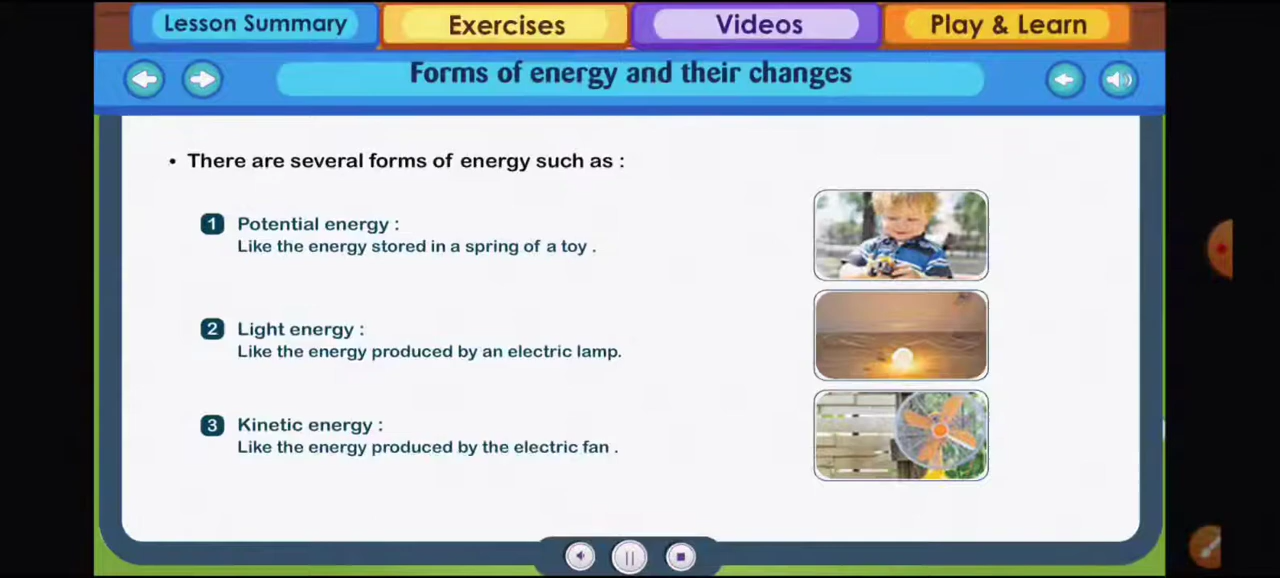 Lesson Summary
Exercises
Videos
Play & Learn
Forms of energy and their changes
• There are several forms of energy such as :
1 Potential energy :
Like the energy stored in a spring of a toy .
2 Light energy :
Like the energy produced by an electric lamp.
3 Kinetic energy :
Like the energy produced by the electric fan .